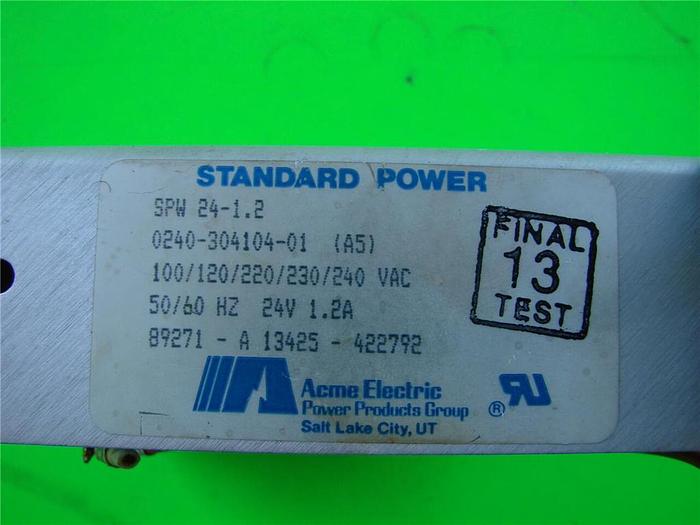 STANDARD POWER
SPW 24-1.2
0240-304104-01 (A5)
100/120/220/230/240 VAC
50/60 HZ 24V 1.2A
89271 - A 13425 - 422792
FINAL
13
TEST
Acme Electric
Power Products Group
Salt Lake City, UT
® RU